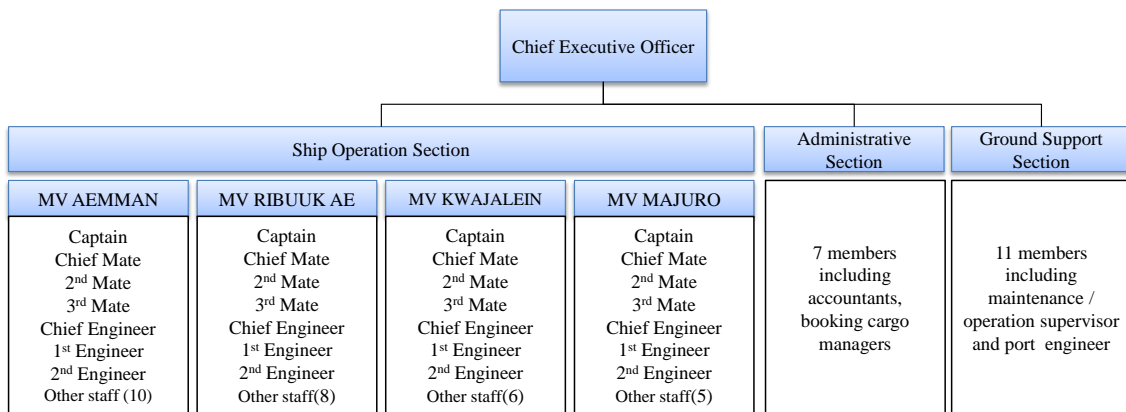 Chief Executive Officer
Ship Operation Section
Administrative
Section
Ground Support
Section
MV AEMMAN
Captain
Chief Mate
2nd Mate
3rd Mate
Chief Engineer
1st Engineer
2nd Engineer
Other staff (10)
MV RIBUUK AE
Captain
Chief Mate
2nd Mate
3rd Mate
Chief Engineer
1st Engineer
2nd Engineer
Other staff(8)
MV KWAJALEIN
Captain
Chief Mate
2nd Mate
3rd Mate
Chief Engineer
1st Engineer
2nd Engineer
Other staff(6)
MV MAJURO
Captain
Chief Mate
2nd Mate
3rd Mate
Chief Engineer
1st Engineer
2nd Engineer
Other staff(5)
7 members
including
accountants,
booking cargo
managers
11 members
including
maintenance /
operation supervisor
and port engineer